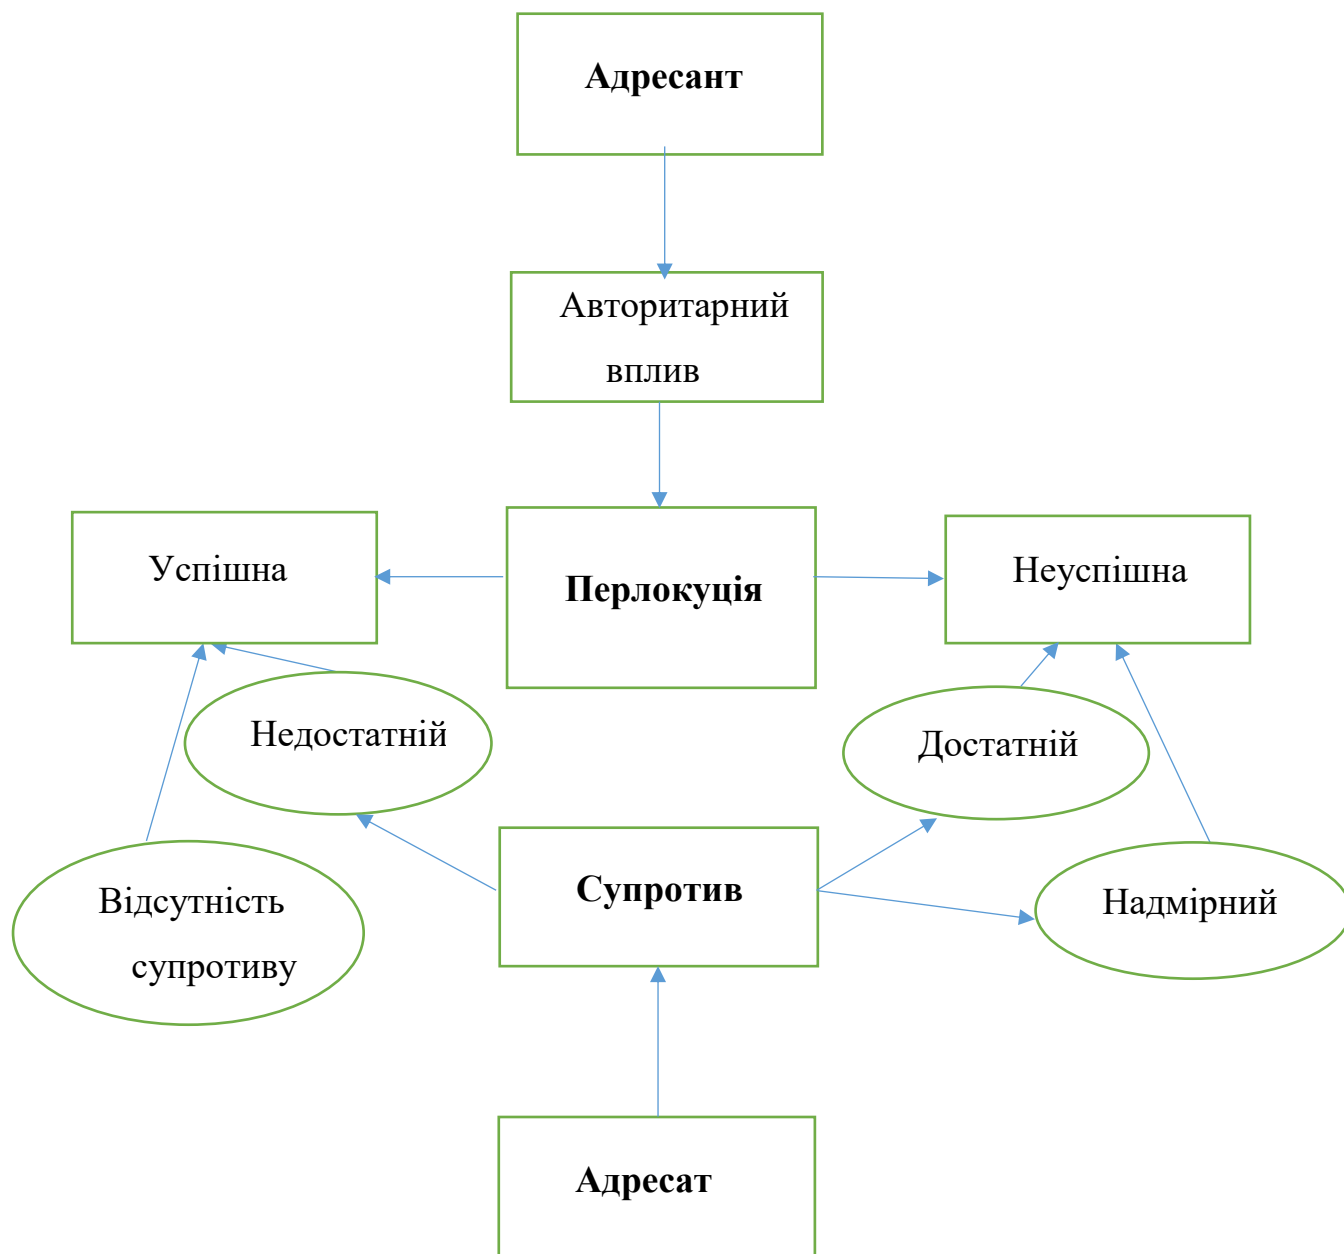 Адресант
Авторитарний
вплив
Успішна
Перлокуція
Неуспішна
Недостатній
Достатній
Відсутність
супротиву
Супротив
Надмірний
Адресат